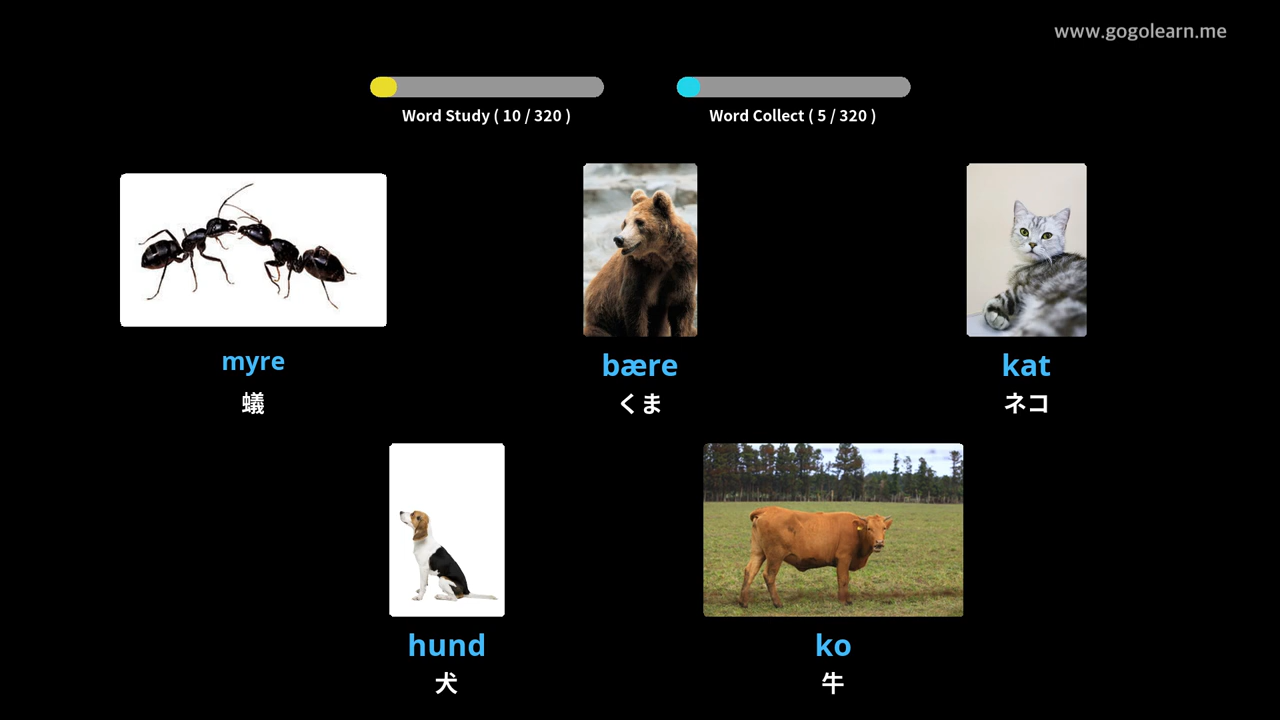 www.gogolearn.me
Word Study ( 10 / 320 )
Word Collect ( 5 / 320 )
myre
蟻
bære
くま
kat
ネコ
hund
犬
ko
牛